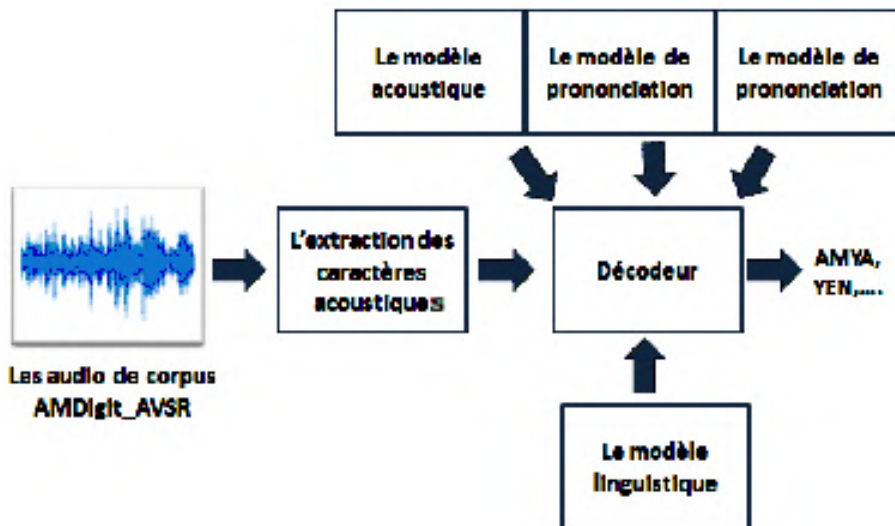 Le modèle
acoustique
Le modèle de
prononciation
Le modèle de
prononciation
L'extraction des
caractères
acoustiques
Décodeur
AMYA,
YEN,....
Les audio de corpus
AMDigit_AVSR
Le modèle
linguistique